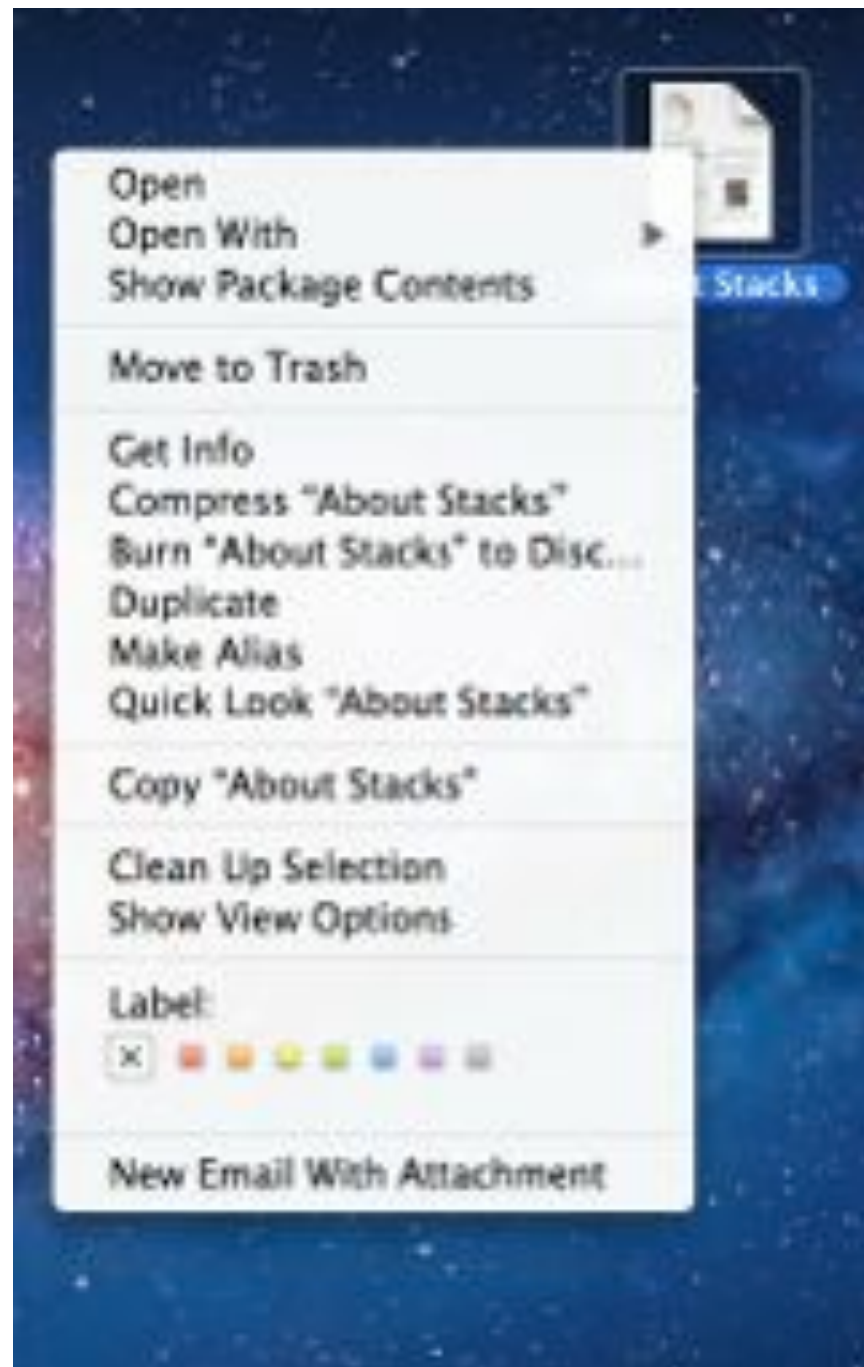 Open
Open With
Show Package Contents
Move to Trash
Get Info
Compress "About Stacks"
Burn "About Stacks" to Disc...
Duplicate
Make Alias
Quick Look "About Stacks"
Copy "About Stacks"
Clean Up Selection
Show View Options
Label:
New Email With Attachment
Stacks